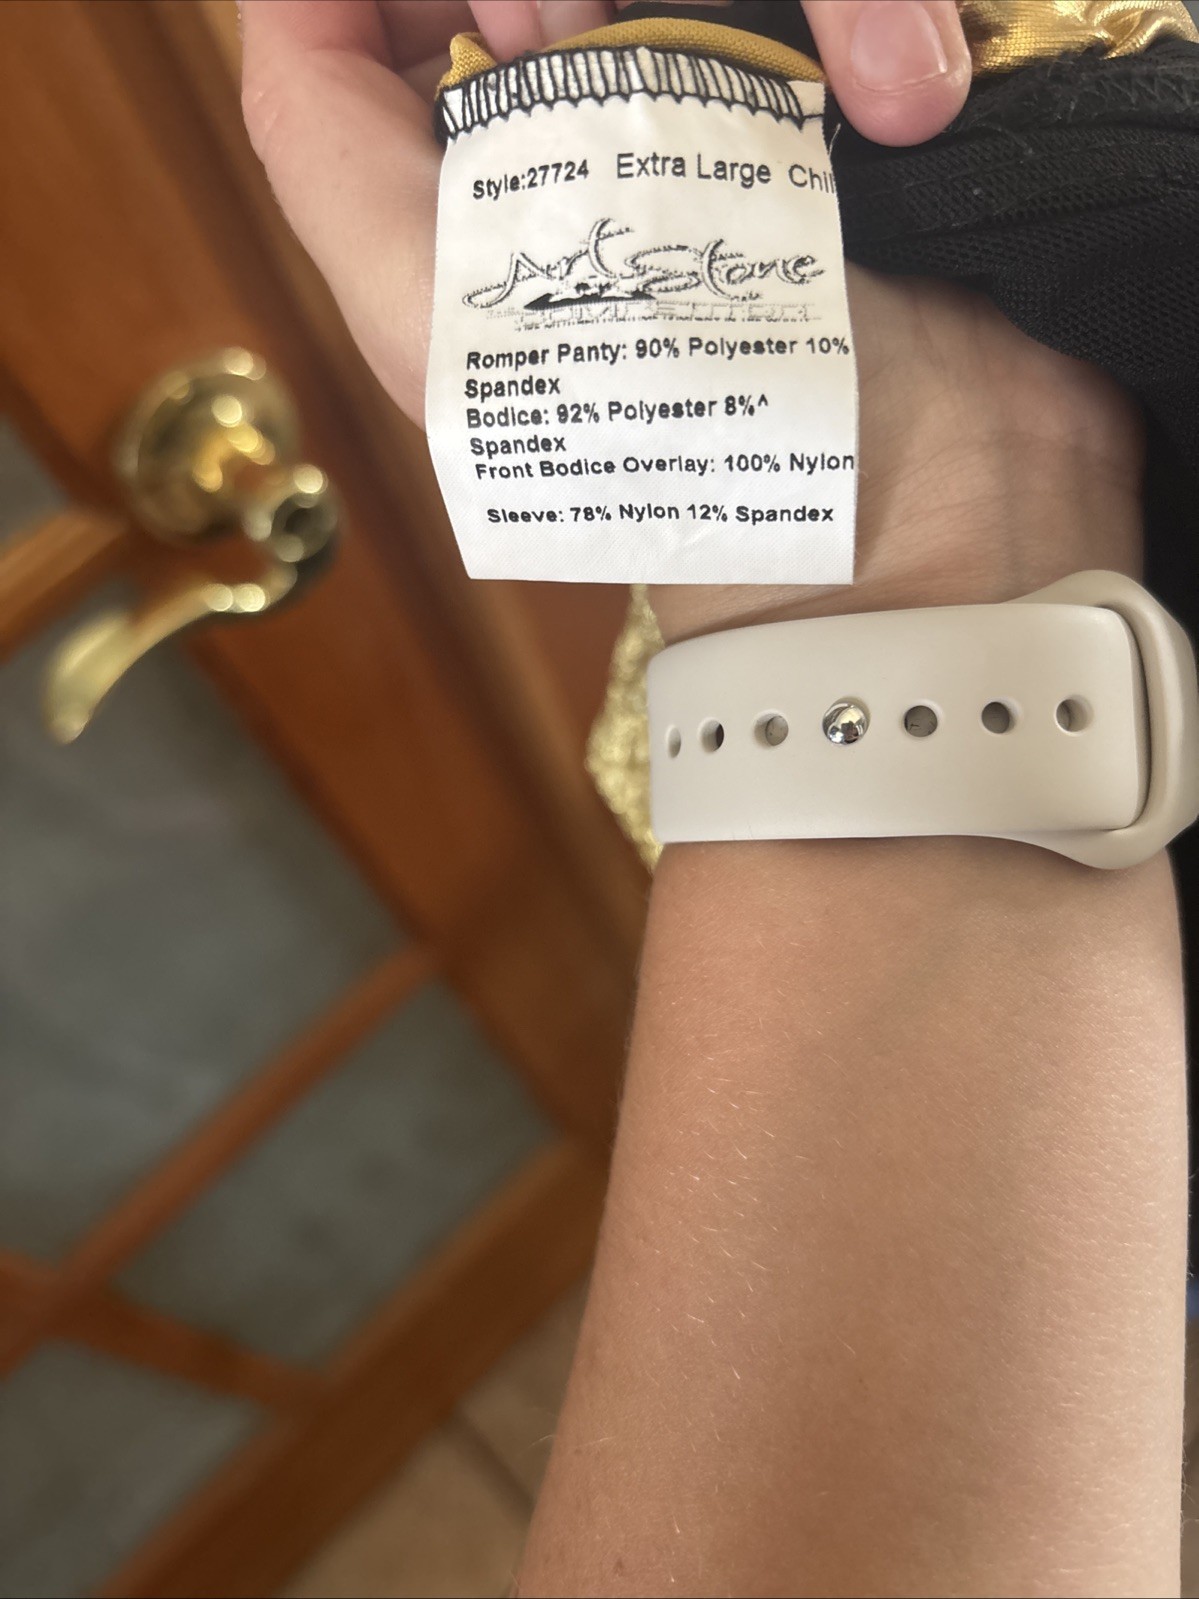 Style:27724 Extra Large Chil
Art Stone
COMPETITION
Romper Panty: 90% Polyester 10%
Spandex
Bodice: 92% Polyester 8%^
Spandex
Front Bodice Overlay: 100% Nylon
Sleeve: 78% Nylon 12% Spandex